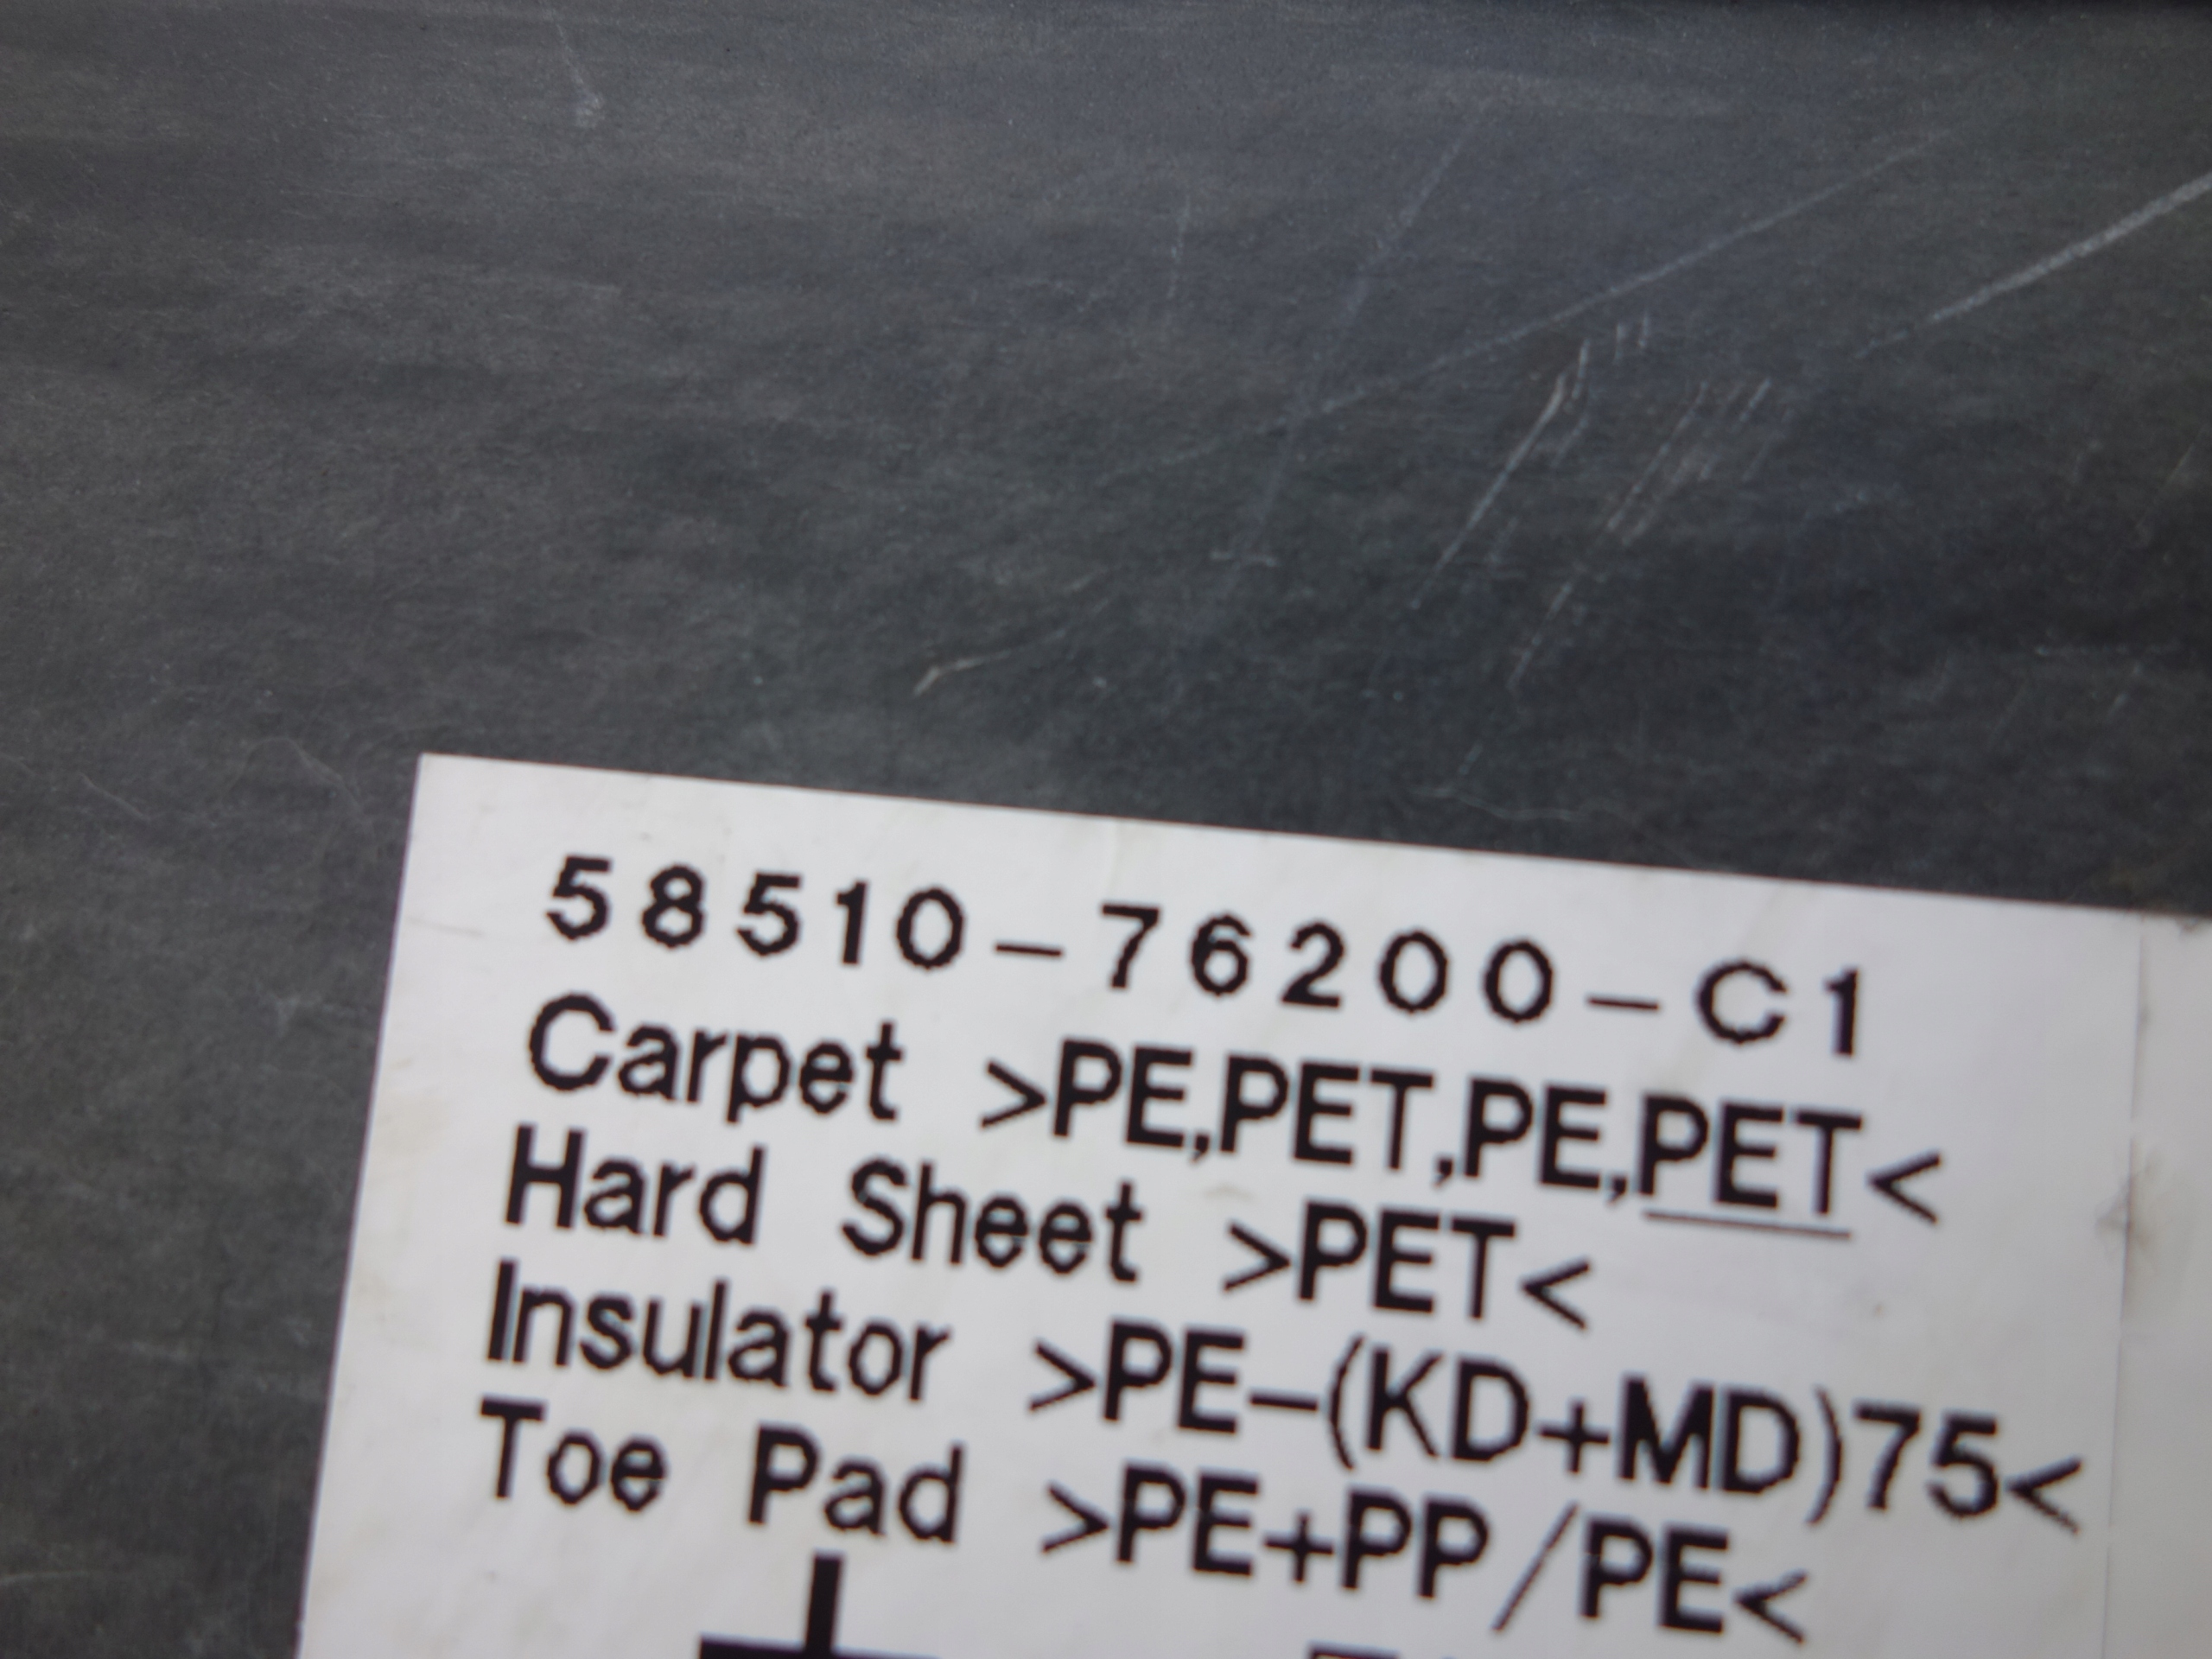 58510-76200-C1
Carpet >PE,PET,PE,PET<
Hard Sheet >PET<
Insulator >PE-(KD+MD)75<
Toe Pad >PE+PP/PE<